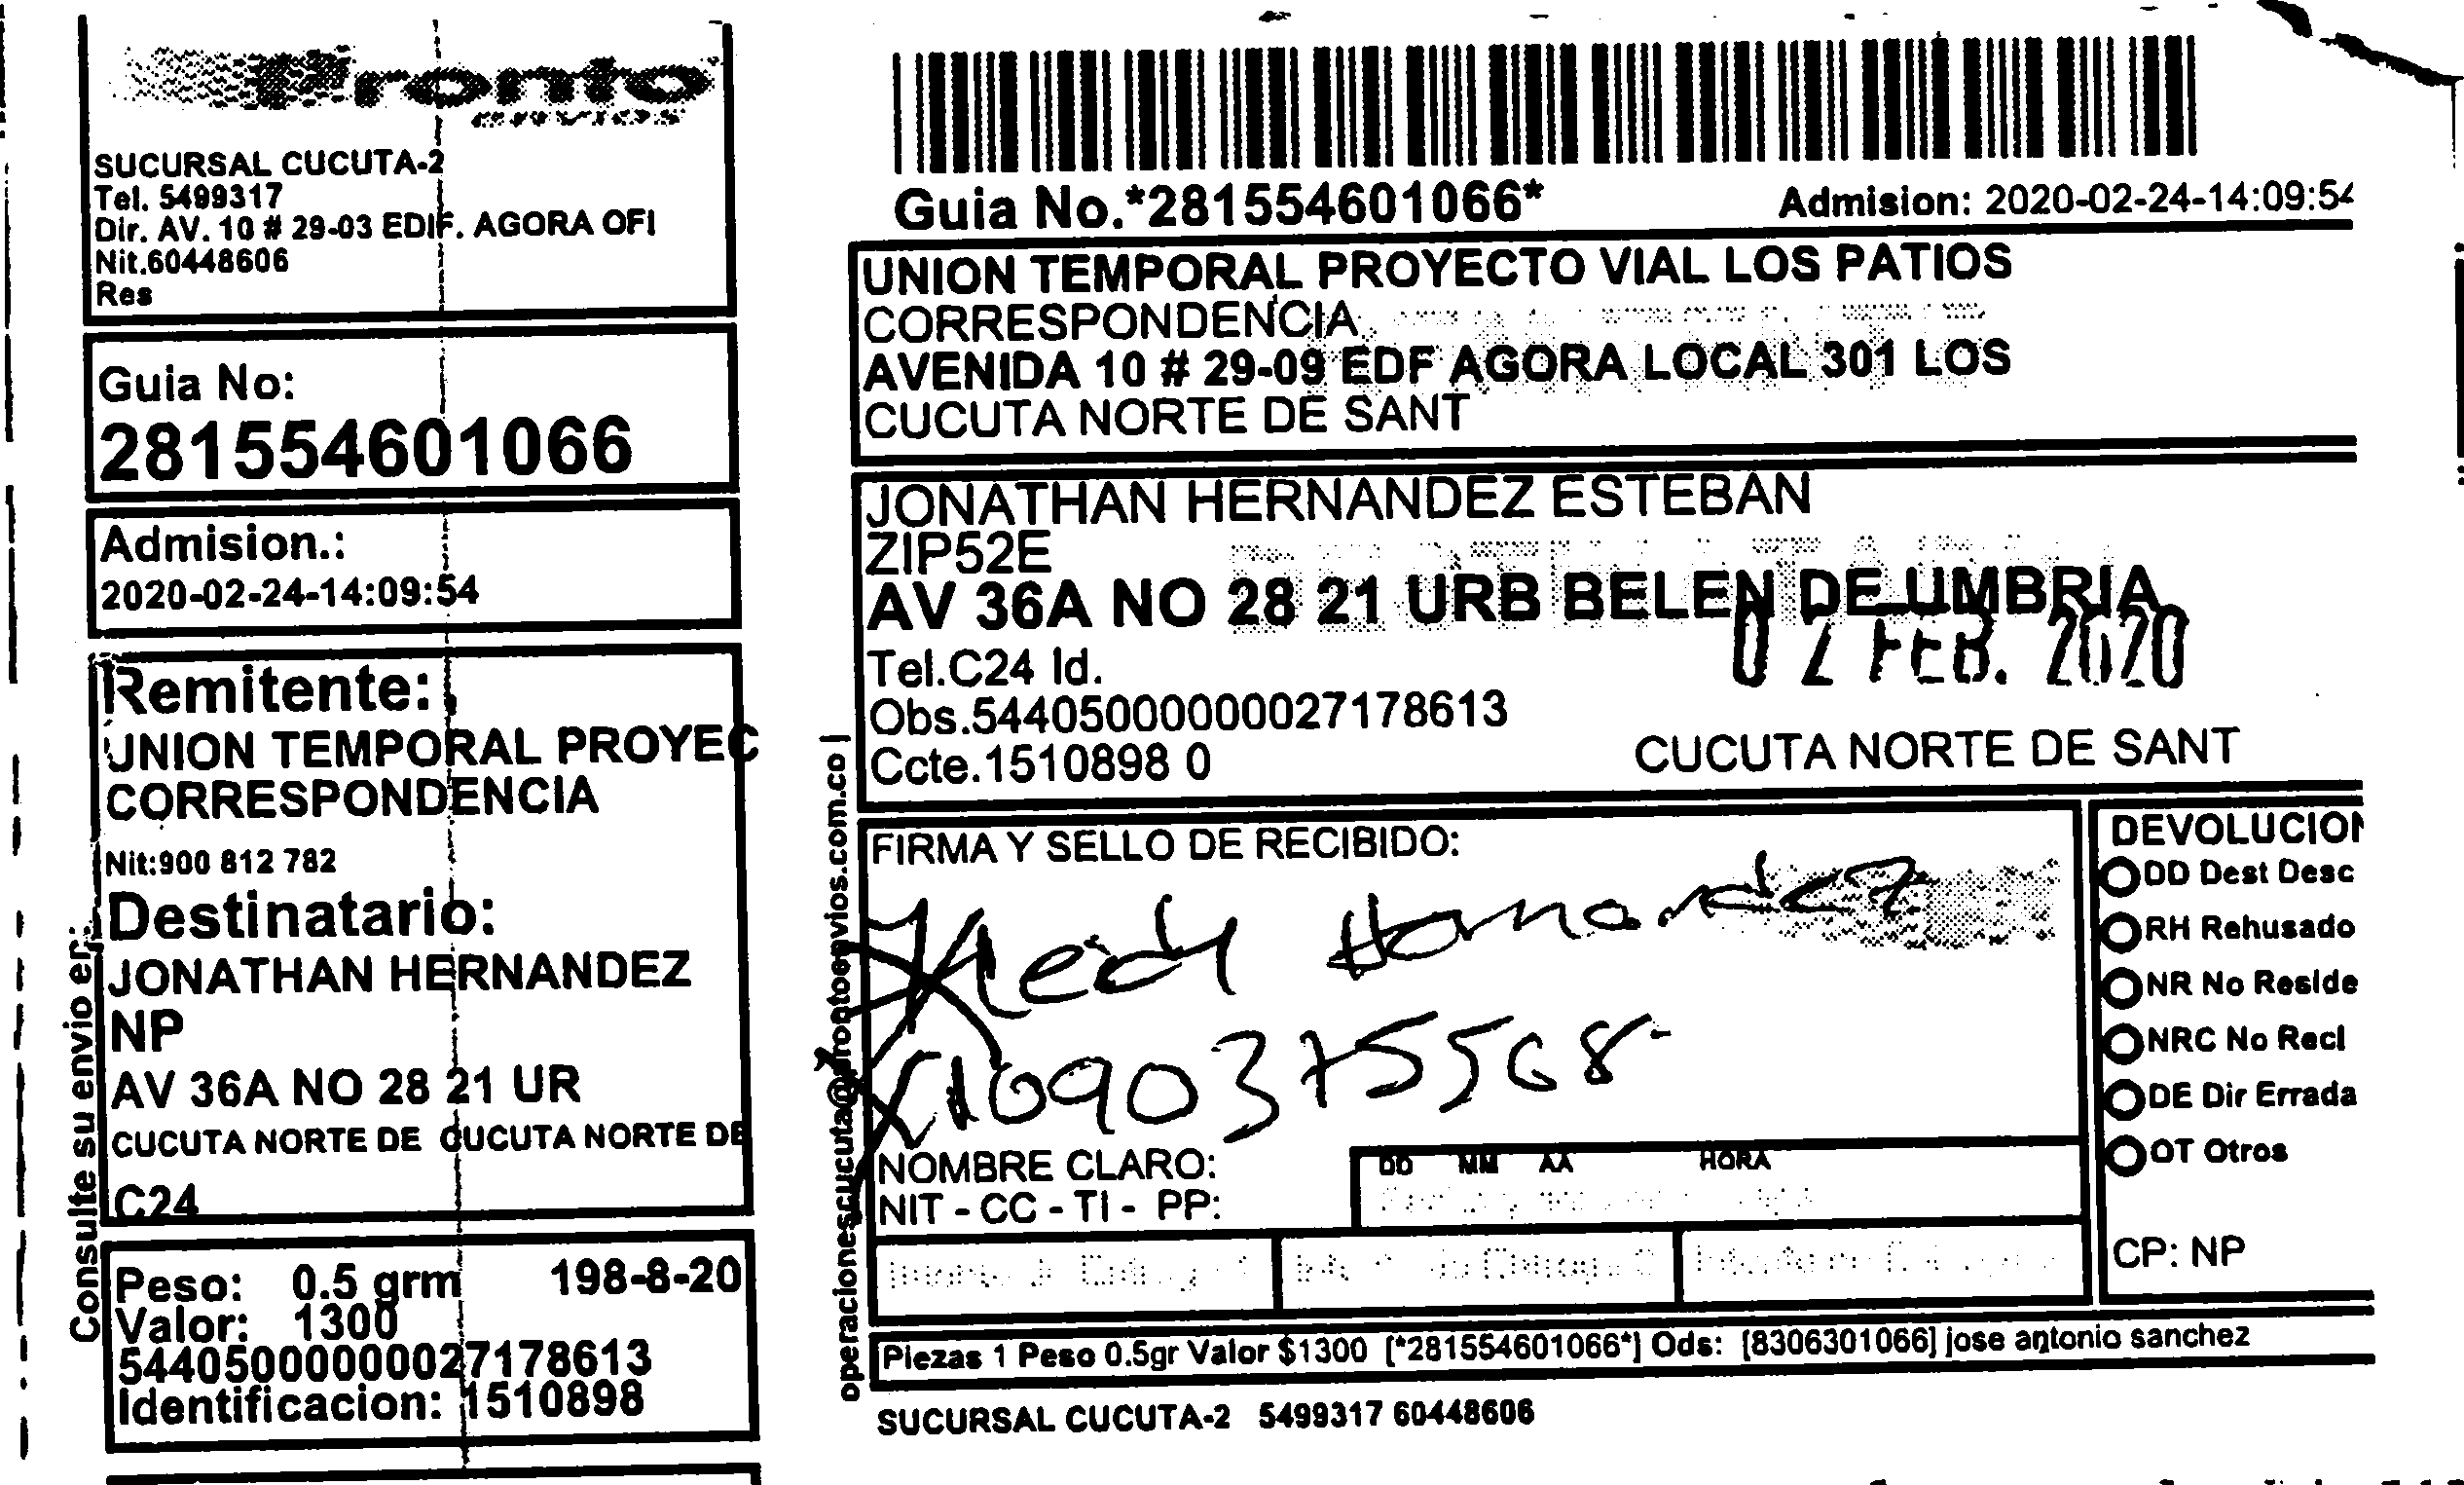 Pronto
envios
SUCURSAL CUCUTA-2
Tel. 5499317
Dir. AV. 10 # 29-03 EDIF. AGORA OFI
Nit.60448606
Res
Guia No:
281554601066
Admision.:
2020-02-24-14:09:54
Remitente:
UNION TEMPORAL PROYEC
CORRESPONDENCIA
Nit:900 812 782
Destinatario:
JONATHAN HERNANDEZ
NP
AV 36A NO 28 21 UR
CUCUTA NORTE DE CUCUTA NORTE DE
C24
Consulte su envio en:
Peso: 0.5 grm 198-8-20
Valor: 1300
544050000000027178613
Identificacion: 1510898
Guia No.*281554601066*
Admision: 2020-02-24-14:09:54
UNION TEMPORAL PROYECTO VIAL LOS PATIOS
CORRESPONDENCIA
AVENIDA 10 # 29-09 EDF AGORA LOCAL 301 LOS
CUCUTA NORTE DE SANT
JONATHAN HERNANDEZ ESTEBAN
ZIP52E
AV 36A NO 28 21 URB BELEN DE UMBRIA
FEB. 2020
Tel.C24 Id.
Obs.544050000000027178613
Ccte.1510898 0
CUCUTA NORTE DE SANT
operacionescucuta@prontoenvios.com.co |
FIRMA Y SELLO DE RECIBIDO:
1090375568
NOMBRE CLARO:
NIT - CC - TI - PP:
DD MM AA HORA
DEVOLUCION
DD Dest Desc
RH Rehusado
NR No Reside
NRC No Recl
DE Dir Errada
OT Otros
CP: NP
Piezas 1 Peso 0.5gr Valor $1300 [*281554601066*] Ods: [8306301066] jose antonio sanchez
SUCURSAL CUCUTA-2 5499317 60448606